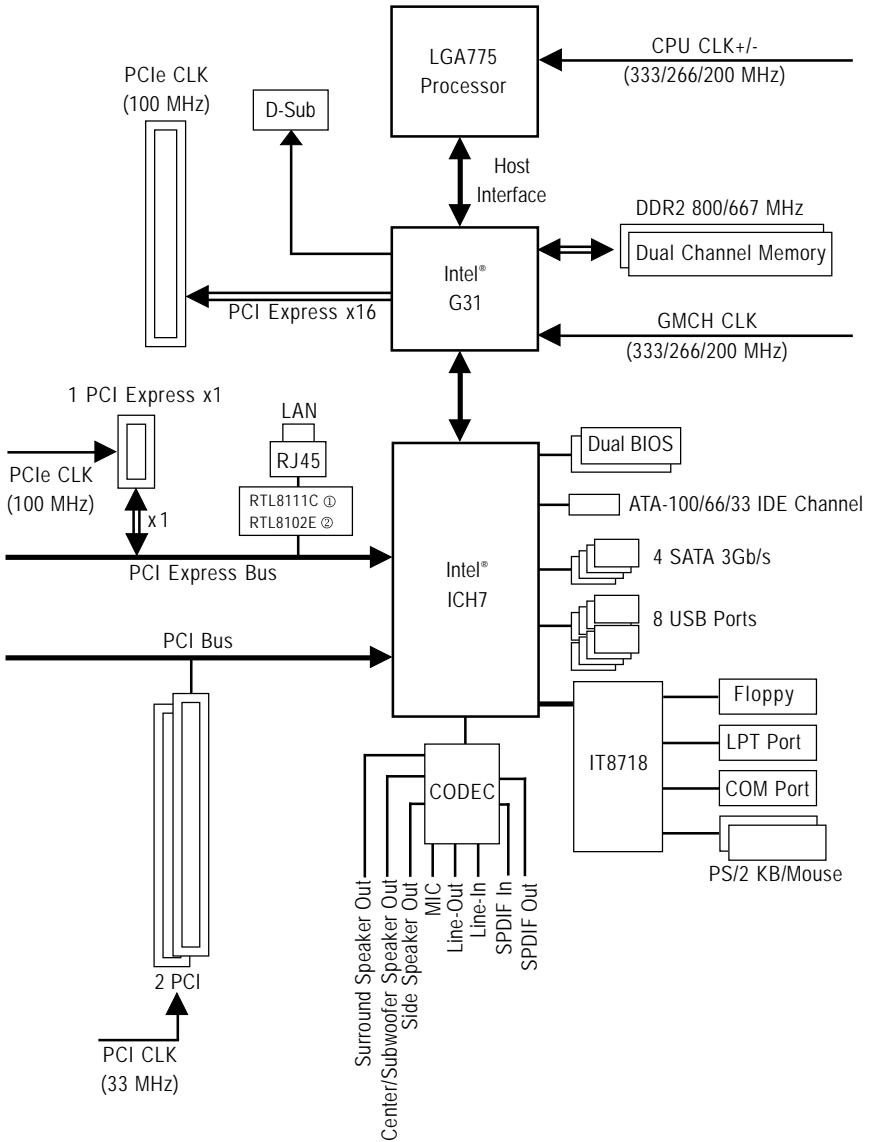 LGA775
Processor
CPU CLK+/-
(333/266/200 MHz)
PCIe CLK
(100 MHz)
D-Sub
Host
Interface
DDR2 800/667 MHz
Dual Channel Memory
Intel®
G31
PCI Express x16
GMCH CLK
(333/266/200 MHz)
1 PCI Express x1
LAN
RJ45
Dual BIOS
PCIe CLK
(100 MHz)
x1
RTL8111C ①
RTL8102E ②
ATA-100/66/33 IDE Channel
PCI Express Bus
Intel®
ICH7
4 SATA 3Gb/s
8 USB Ports
PCI Bus
IT8718
Floppy
LPT Port
COM Port
PS/2 KB/Mouse
CODEC
Surround Speaker Out
Center/Subwoofer Speaker Out
Side Speaker Out
MIC
Line-Out
Line-In
SPDIF In
SPDIF Out
2 PCI
PCI CLK
(33 MHz)